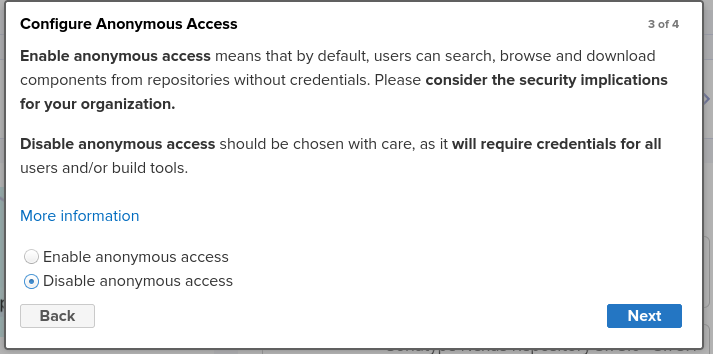 Configure Anonymous Access
3 of 4
Enable anonymous access means that by default, users can search, browse and download
components from repositories without credentials. Please consider the security implications
for your organization.
Disable anonymous access should be chosen with care, as it will require credentials for all
users and/or build tools.
More information
Enable anonymous access
Disable anonymous access
Back
Next